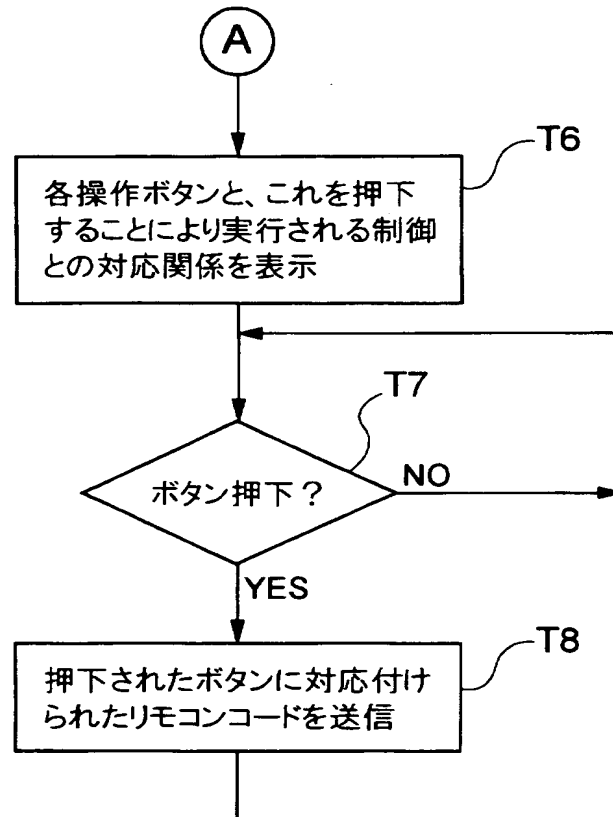 A
T6
各操作ボタンと、これを押下
することにより実行される制御
との対応関係を表示
T7
ボタン押下？
NO
YES
T8
押下されたボタンに対応付け
られたリモコンコードを送信